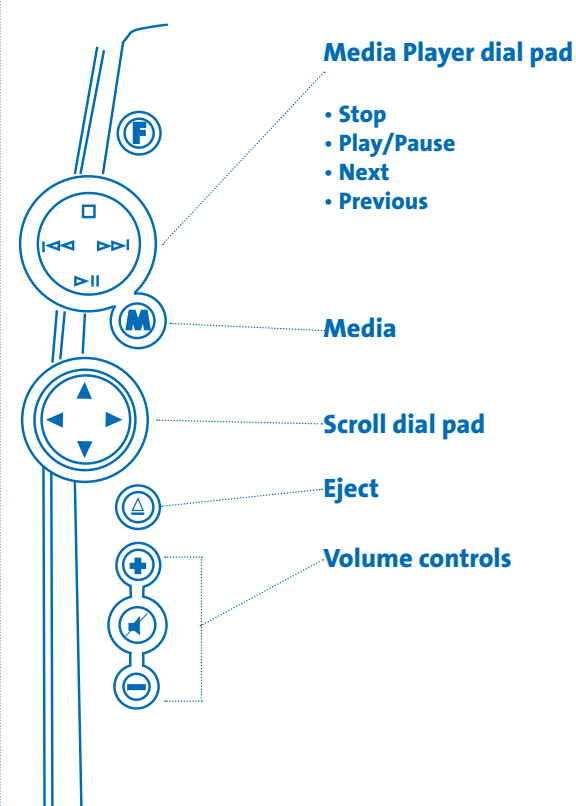 Media Player dial pad
• Stop
• Play/Pause
• Next
• Previous
F
M
Media
Scroll dial pad
Eject
Volume controls